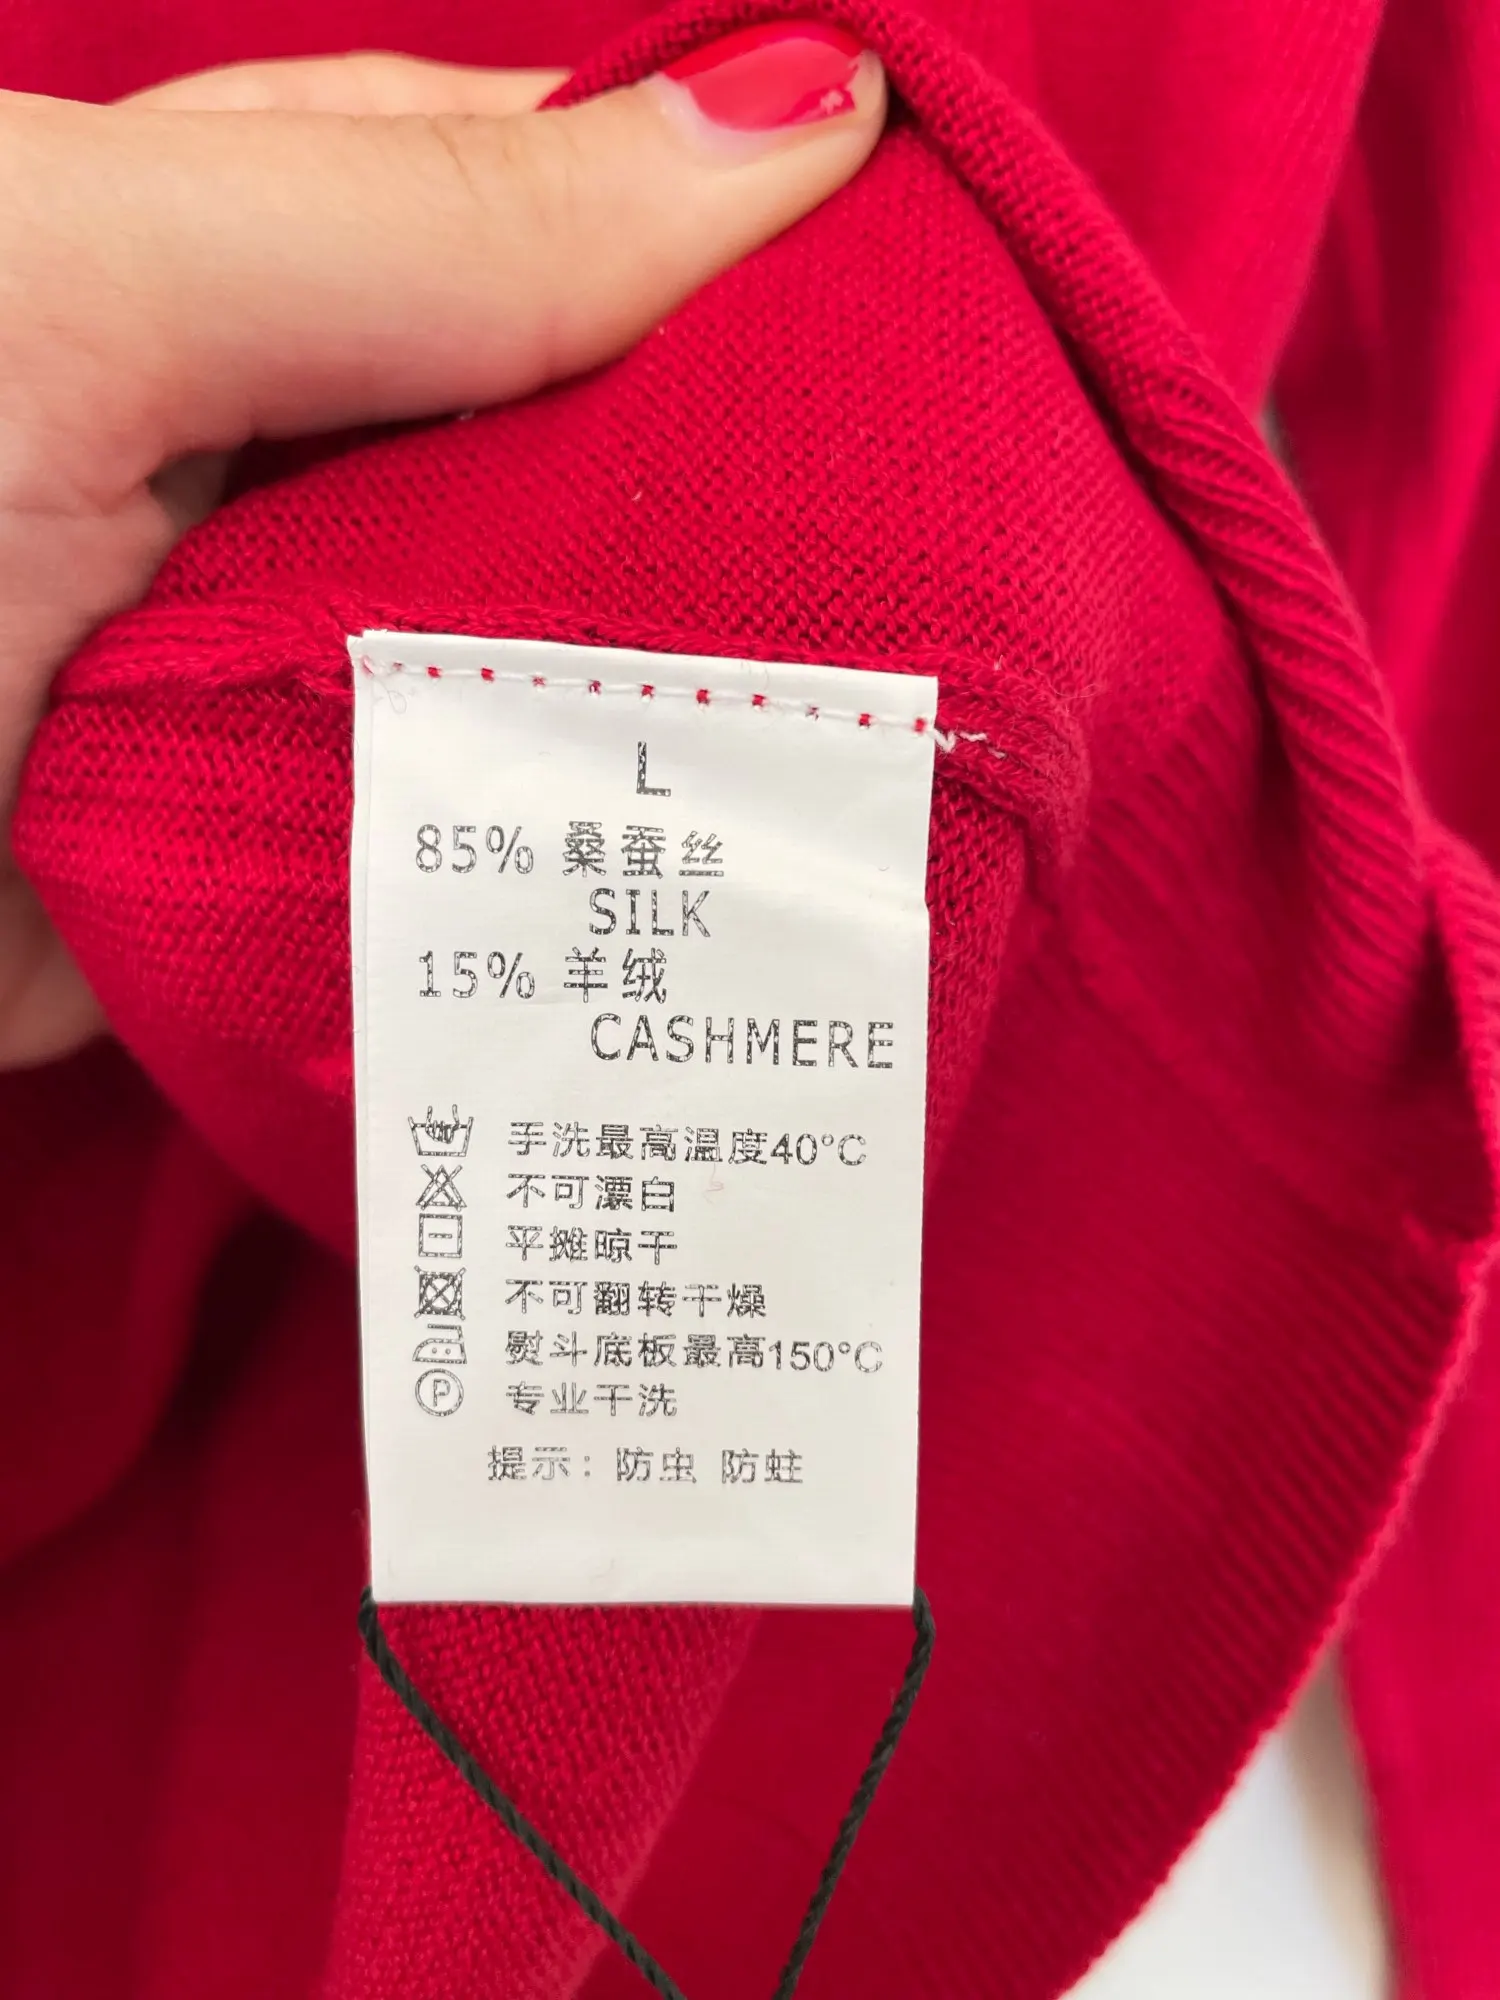 L
85% 桑蚕丝
SILK
15% 羊绒
CASHMERE
手洗最高温度40°C
不可漂白
平摊晾干
不可翻转干燥
熨斗底板最高150°C
P 专业干洗
提示：防虫 防蛀